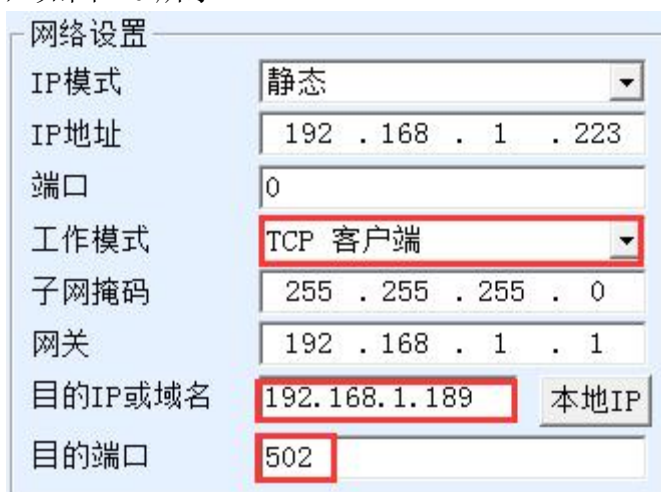 网络设置
IP模式 静态
IP地址 192 . 168 . 1 . 223
端口 0
工作模式 TCP 客户端
子网掩码 255 . 255 . 255 . 0
网关 192 . 168 . 1 . 1
目的IP或域名 192.168.1.189 本地IP
目的端口 502